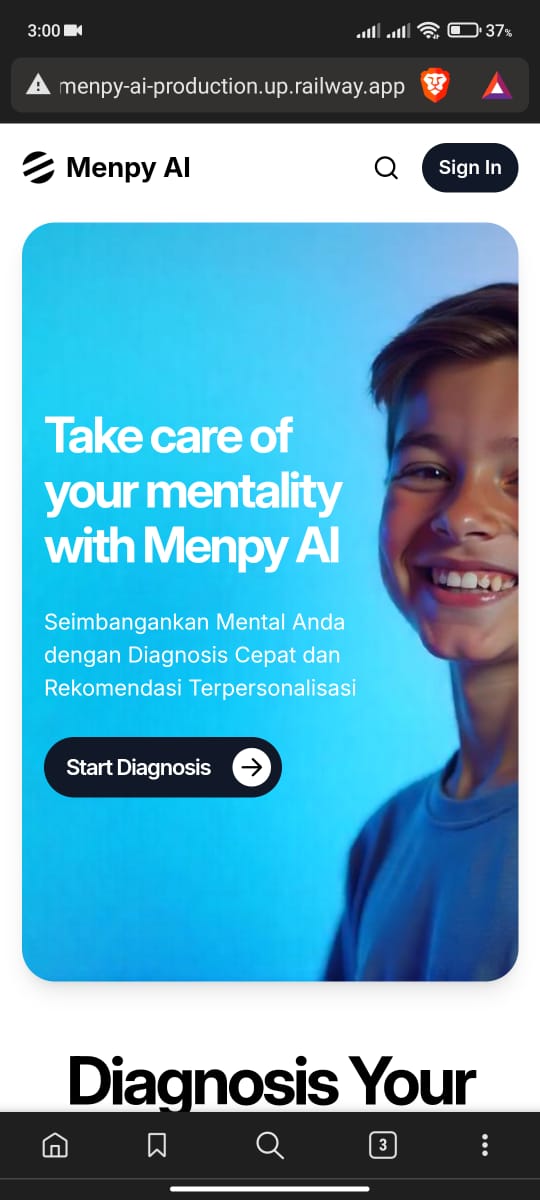 3:00
37%
menpy-ai-production.up.railway.app
Menpy AI
Sign In
Take care of
your mentality
with Menpy AI
Seimbangankan Mental Anda
dengan Diagnosis Cepat dan
Rekomendasi Terpersonalisasi
Start Diagnosis
Diagnosis Your
3